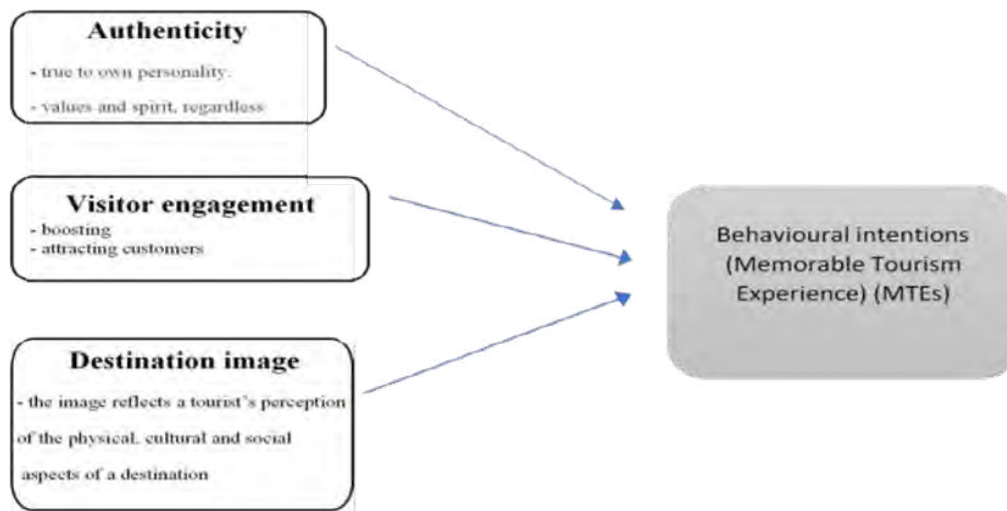 Authenticity
- true to own personality.
- values and spirit, regardless
Visitor engagement
- boosting
- attracting customers
Destination image
- the image reflects a tourist's perception
of the physical, cultural and social
aspects of a destination
Behavioural intentions
(Memorable Tourism
Experience) (MTEs)